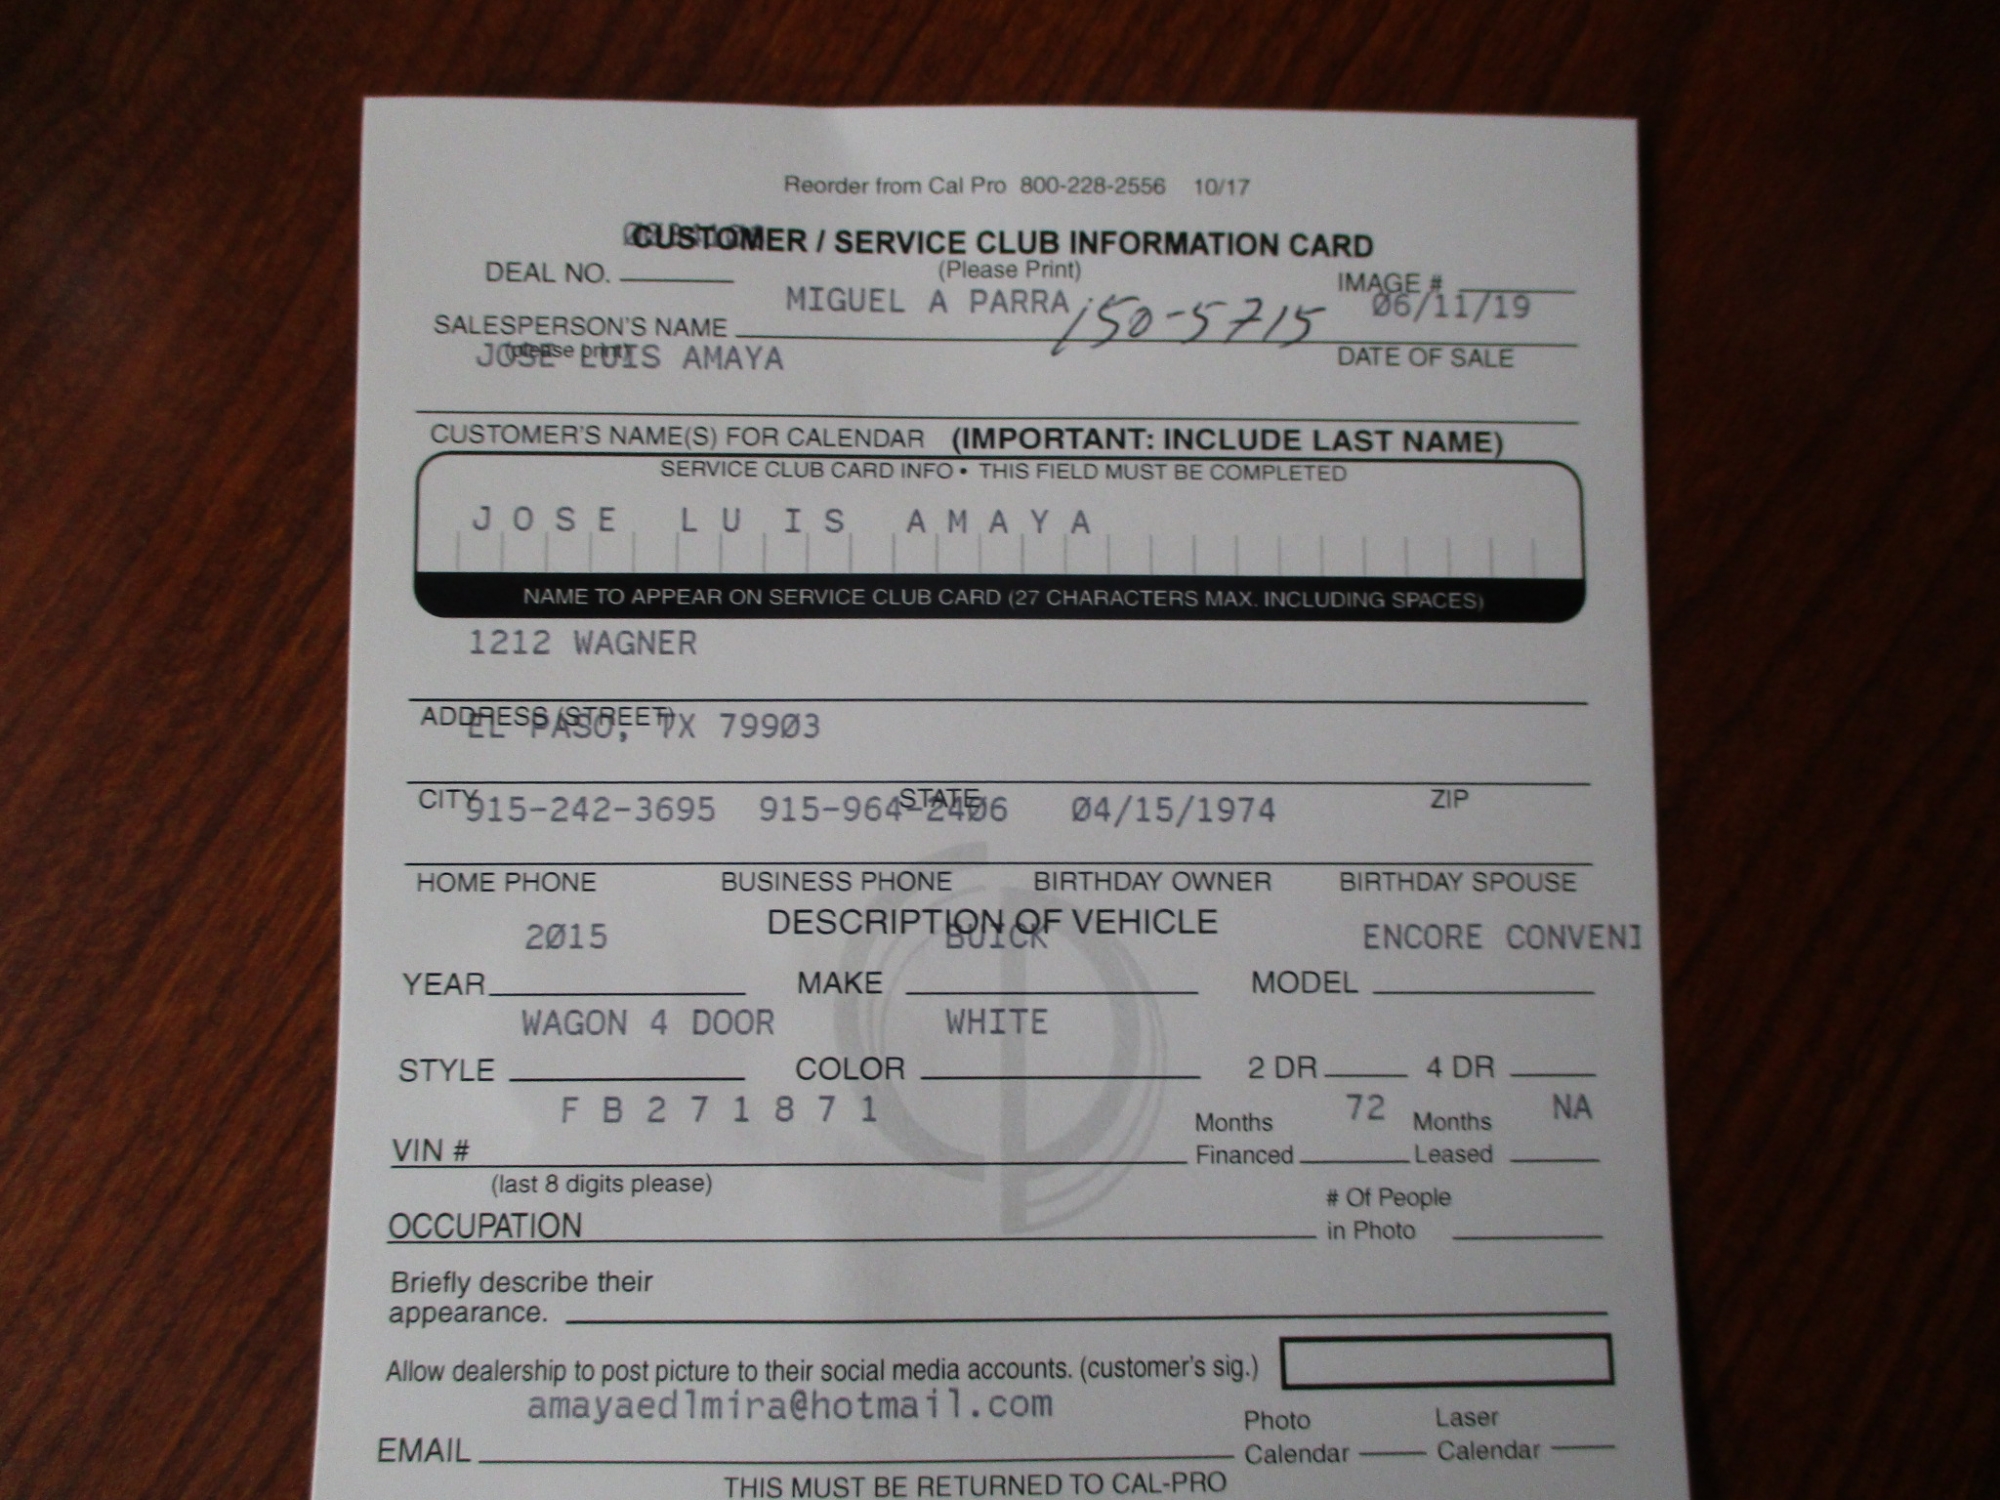 Reorder from Cal Pro 800-228-2556 10/17
CUSTOMER / SERVICE CLUB INFORMATION CARD
DEAL NO. (Please Print) IMAGE #
MIGUEL A PARRA 150-5715 06/11/19
SALESPERSON'S NAME
(please print) DATE OF SALE
JOSE LUIS AMAYA
CUSTOMER'S NAME(S) FOR CALENDAR (IMPORTANT: INCLUDE LAST NAME)
SERVICE CLUB CARD INFO • THIS FIELD MUST BE COMPLETED
JOSE LUIS AMAYA
NAME TO APPEAR ON SERVICE CLUB CARD (27 CHARACTERS MAX. INCLUDING SPACES)
1212 WAGNER
ADDRESS (STREET)
EL PASO, TX 79903
CITY STATE ZIP
915-242-3695 915-964-2406 04/15/1974
HOME PHONE BUSINESS PHONE BIRTHDAY OWNER BIRTHDAY SPOUSE
DESCRIPTION OF VEHICLE
2015 BUICK ENCORE CONVENI
YEAR MAKE MODEL
WAGON 4 DOOR WHITE
STYLE COLOR 2 DR 4 DR
FB271871 Months 72 Months NA
VIN # Financed Leased
(last 8 digits please) # Of People
OCCUPATION in Photo
Briefly describe their
appearance.
Allow dealership to post picture to their social media accounts. (customer's sig.)
amayaedlmira@hotmail.com Photo Laser
EMAIL Calendar Calendar
THIS MUST BE RETURNED TO CAL-PRO